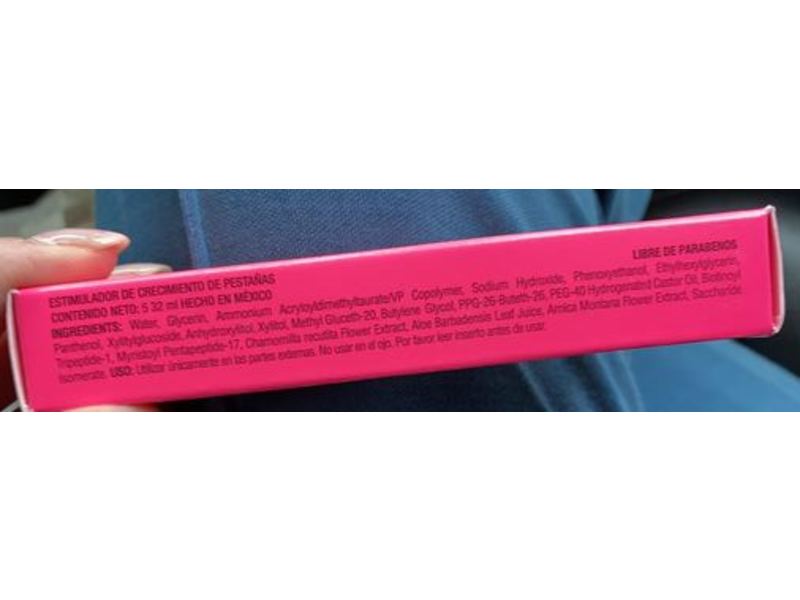 ESTIMULADOR DE CRECIMIENTO DE PESTAÑAS
LIBRE DE PARABENOS
CONTENIDO NETO: 5 32 ml HECHO EN MÉXICO
INGREDIENTS: Water, Glycerin, Ammonium Acryloyldimethyltaurate/VP Copolymer, Sodium Hydroxide, Phenoxyethanol, Ethylhexylglycerin,
Panthenol, Xylitylglucoside, Anhydroxylitol, Xylitol, Methyl Gluceth-20, Butylene Glycol, PPG-26-Buteth-26, PEG-40 Hydrogenated Castor Oil, Biotinoyl
Tripeptide-1, Myristoyl Pentapeptide-17, Chamomilla recutita Flower Extract, Aloe Barbadensis Leaf Juice, Arnica Montana Flower Extract, Saccharide
Isomerate. USO: Utilizar únicamente en las partes externas. No usar en el ojo. Por favor leer inserto antes de usar.